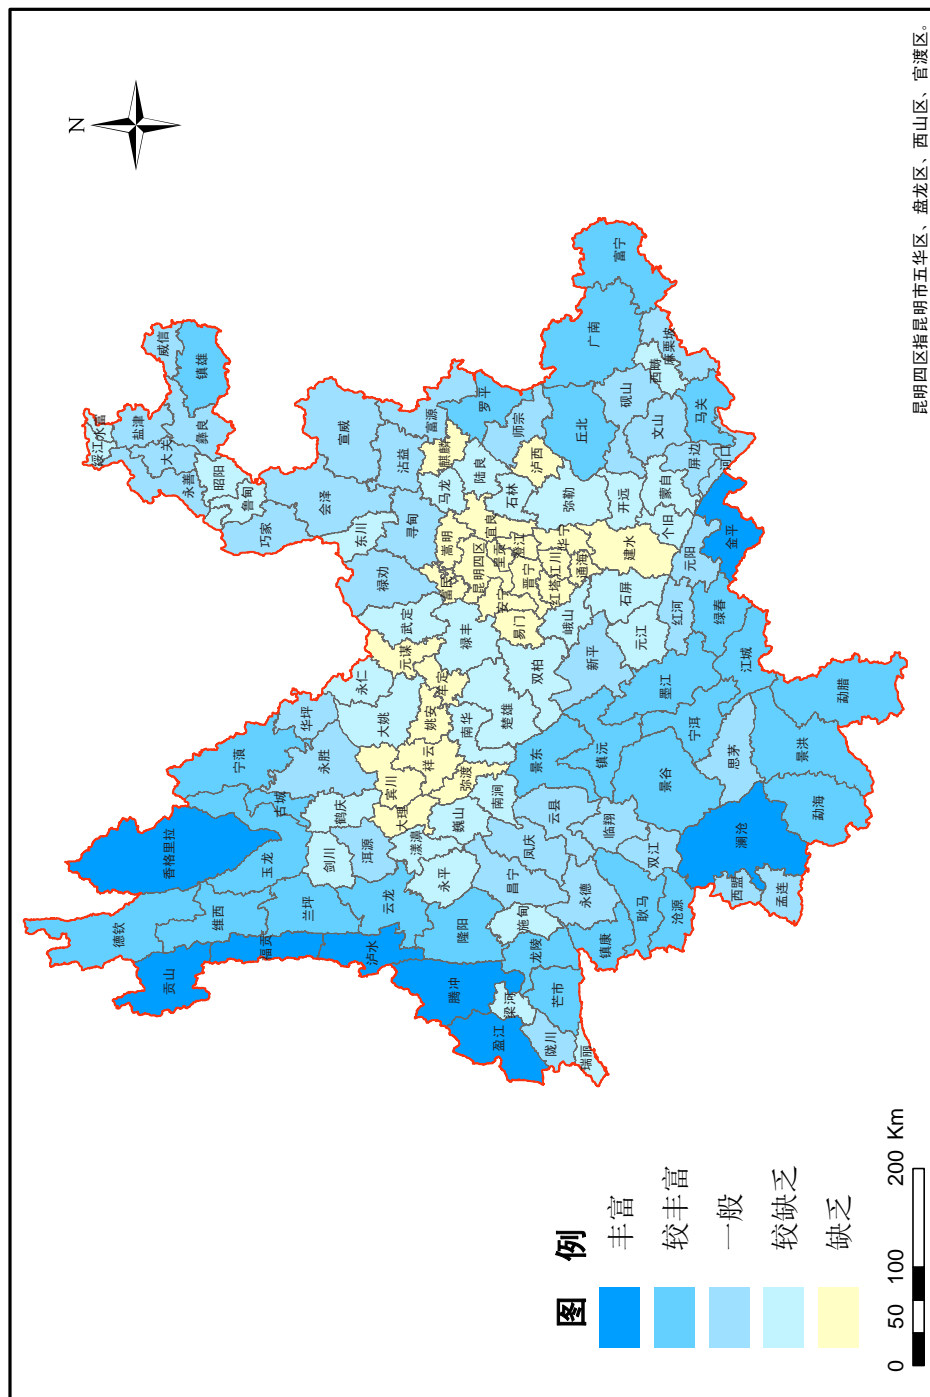 N
德钦
贡山
香格里拉
维西
福贡
玉龙
古城
宁蒗
兰坪
泸水
剑川
鹤庆
永胜
华坪
云龙
洱源
漾濞
大理
宾川
永平
巍山
弥渡
祥云
南涧
腾冲
盈江
隆阳
梁河
陇川
瑞丽
芒市
龙陵
施甸
昌宁
凤庆
云县
永德
镇康
临翔
双江
耿马
沧源
西盟
孟连
澜沧
勐海
景洪
勐腊
思茅
宁洱
景谷
镇沅
景东
墨江
江城
永仁
大姚
元谋
姚安
牟定
南华
楚雄
双柏
武定
禄丰
禄劝
富民
东川
寻甸
嵩明
昆明四区
安宁
呈贡
宜良
晋宁
澄江
易门
红塔
江川
华宁
通海
峨山
新平
元江
石屏
建水
红河
元阳
绿春
金平
个旧
蒙自
开远
弥勒
泸西
屏边
河口
石林
绥江
水富
盐津
威信
镇雄
大关
永善
彝良
昭阳
鲁甸
巧家
会泽
宣威
沾益
富源
马龙
麒麟
陆良
罗平
师宗
丘北
广南
富宁
砚山
文山
西畴
麻栗坡
马关
图 例
丰富
较丰富
一般
较缺乏
缺乏
0 50 100 200 Km
昆明四区指昆明市五华区、盘龙区、西山区、官渡区。